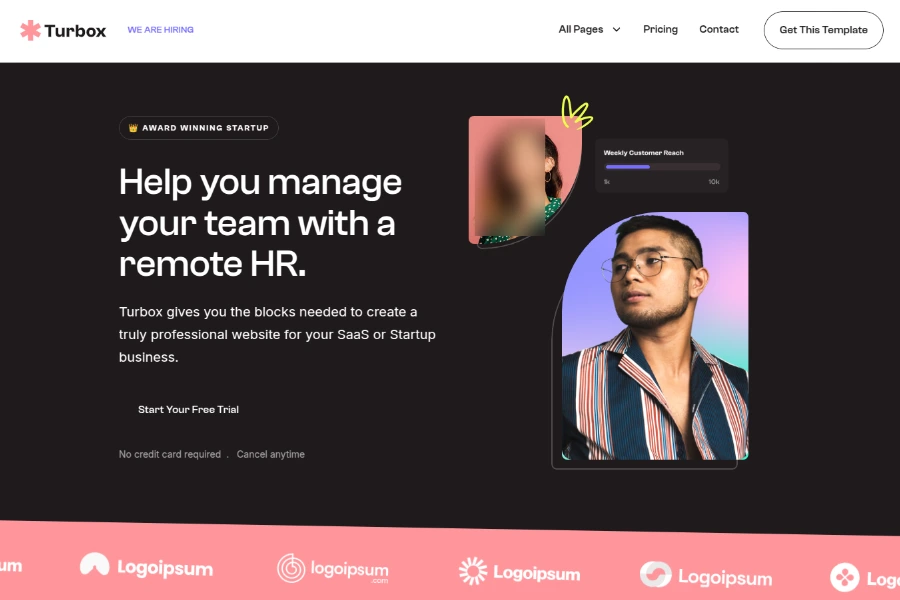 Turbox
WE ARE HIRING
All Pages
Pricing
Contact
Get This Template
AWARD WINNING STARTUP
Help you manage
your team with a
remote HR.
Turbox gives you the blocks needed to create a
truly professional website for your SaaS or Startup
business.
Start Your Free Trial
No credit card required . Cancel anytime
Weekly Customer Reach
10k
um
Logoipsum
logoipsum
.com
Logoipsum
Logoipsum
Logo